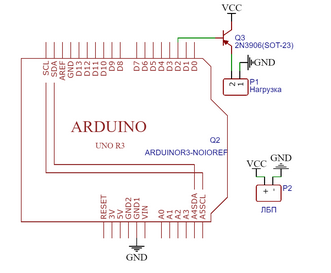 VCC
Q3
2N3906(SOT-23)
GND
2 1
P1
Нагрузка
SCL
SDA
AREF
GND
D13
D12
D11
D10
D9
D8
D7
D6
D5
D4
D3
D2
D1
D0
ARDUINO
UNO R3
Q2
ARDUINOR3-NOIOREF
VCC
GND
+ -
P2
ЛБП
RESET
3V
5V
GND2
GND1
VIN
A0
A1
A2
A3
A4SDA
A5SCL
GND